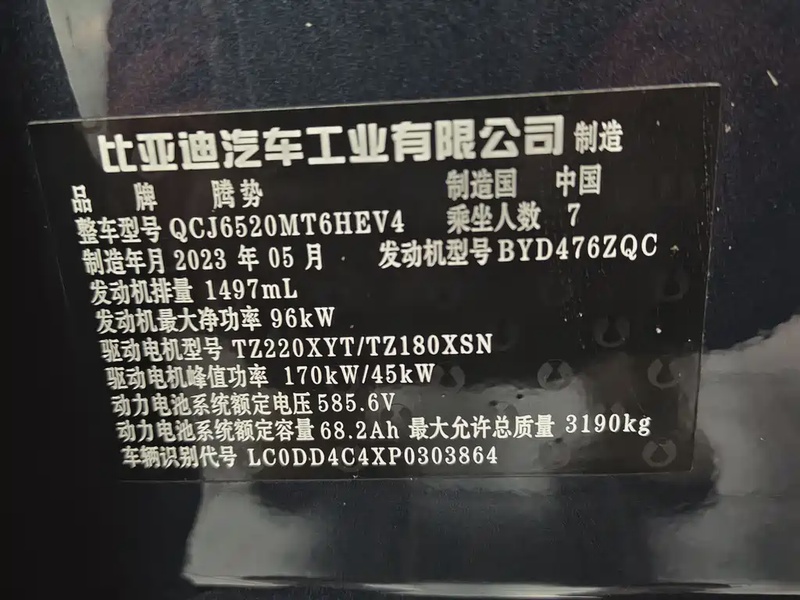 比亚迪汽车工业有限公司 制造
品 牌 腾势 制造国 中国
整车型号 QCJ6520MT6HEV4 乘坐人数 7
制造年月 2023 年 05 月 发动机型号 BYD476ZQC
发动机排量 1497mL
发动机最大净功率 96kW
驱动电机型号 TZ220XYT/TZ180XSN
驱动电机峰值功率 170kW/45kW
动力电池系统额定电压 585.6V
动力电池系统额定容量 68.2Ah 最大允许总质量 3190kg
车辆识别代号 LC0DD4C4XP0303864